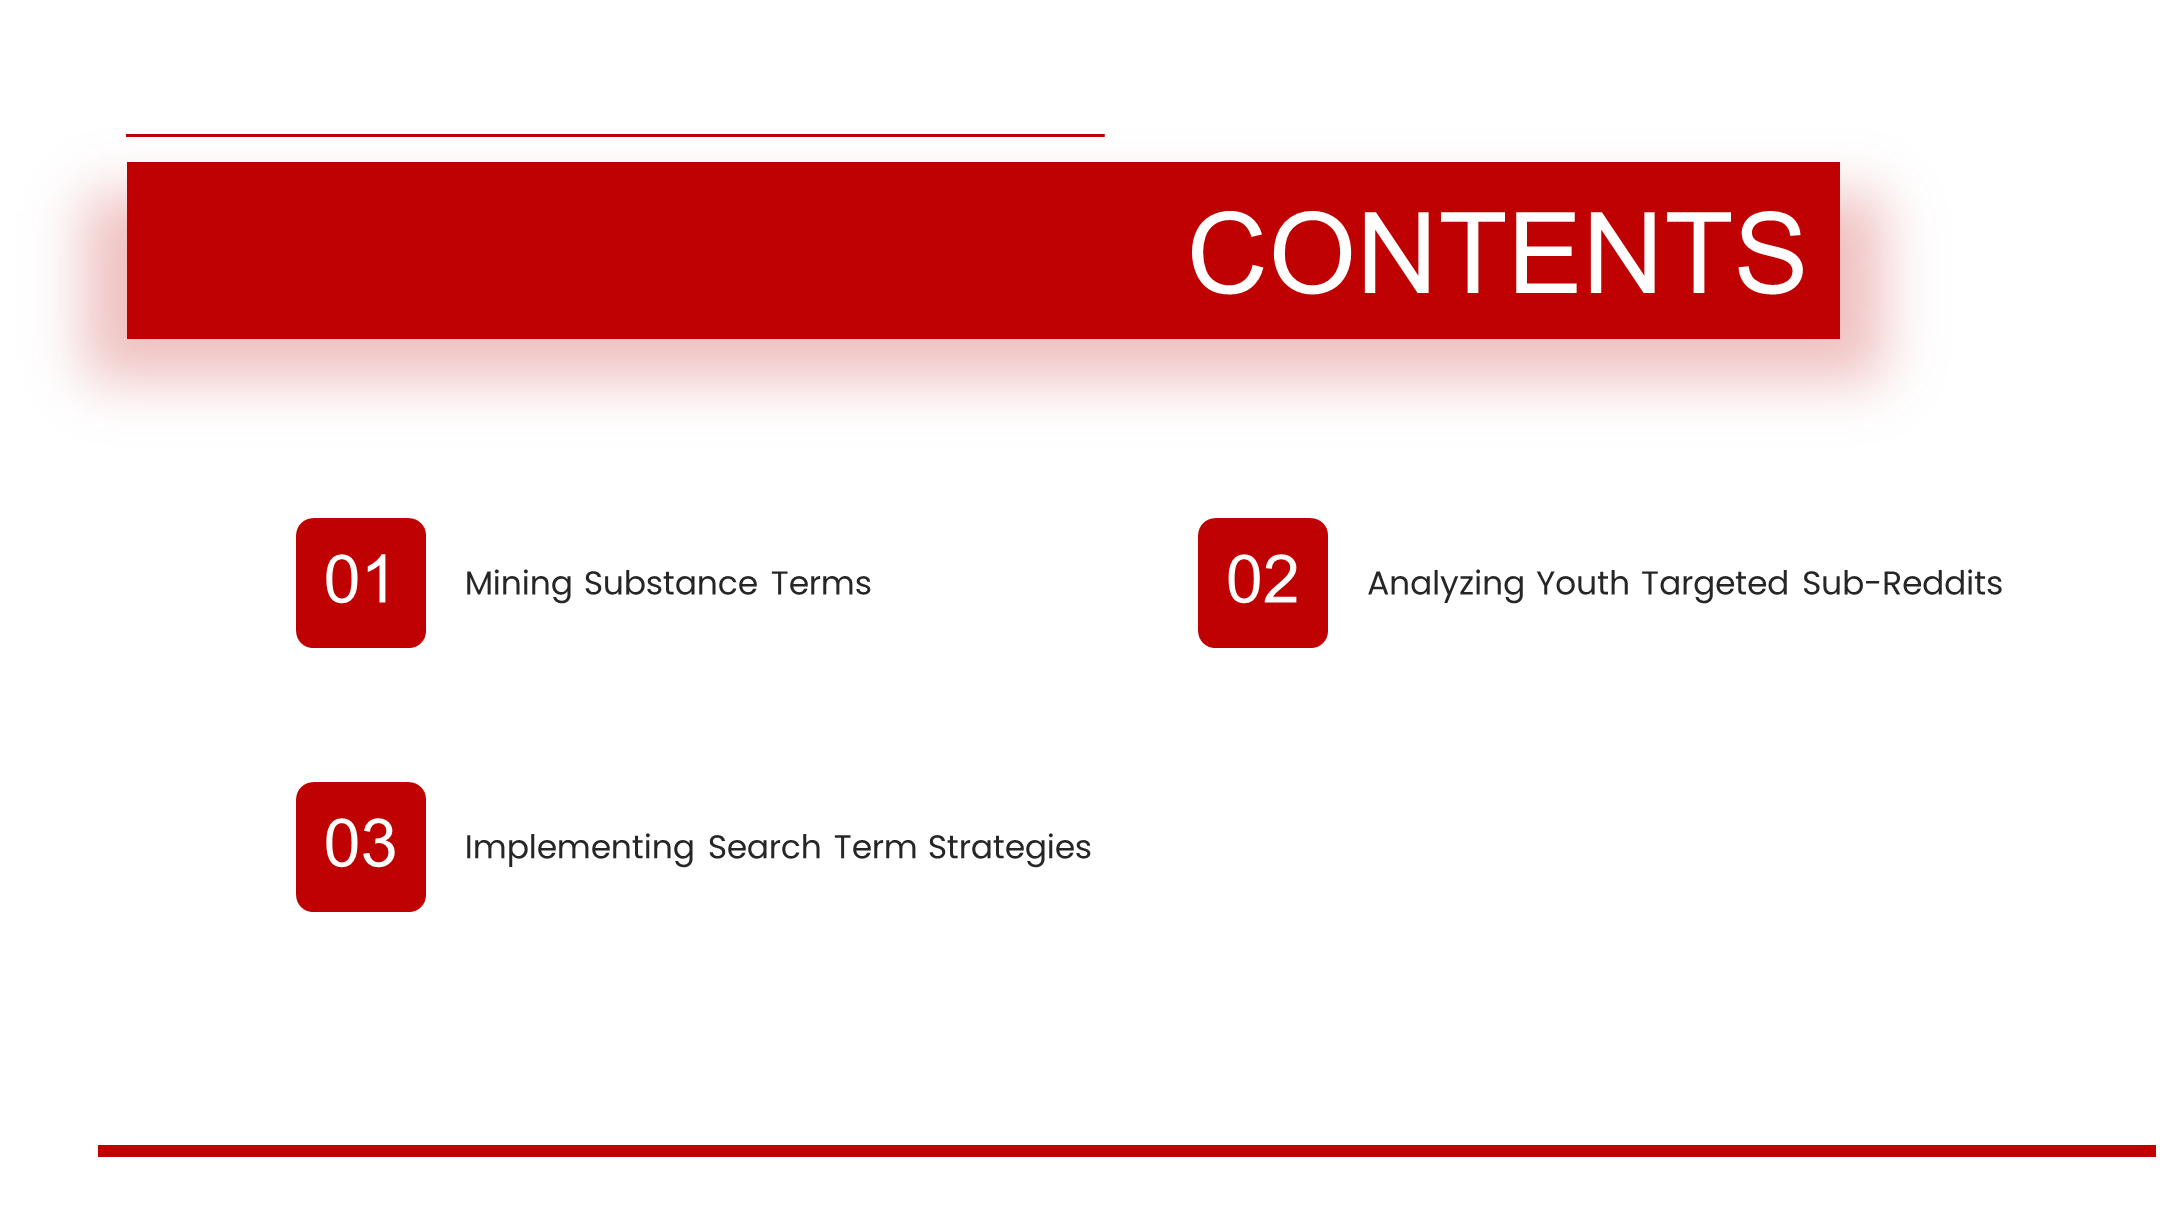 CONTENTS
01 Mining Substance Terms
02 Analyzing Youth Targeted Sub-Reddits
03 Implementing Search Term Strategies